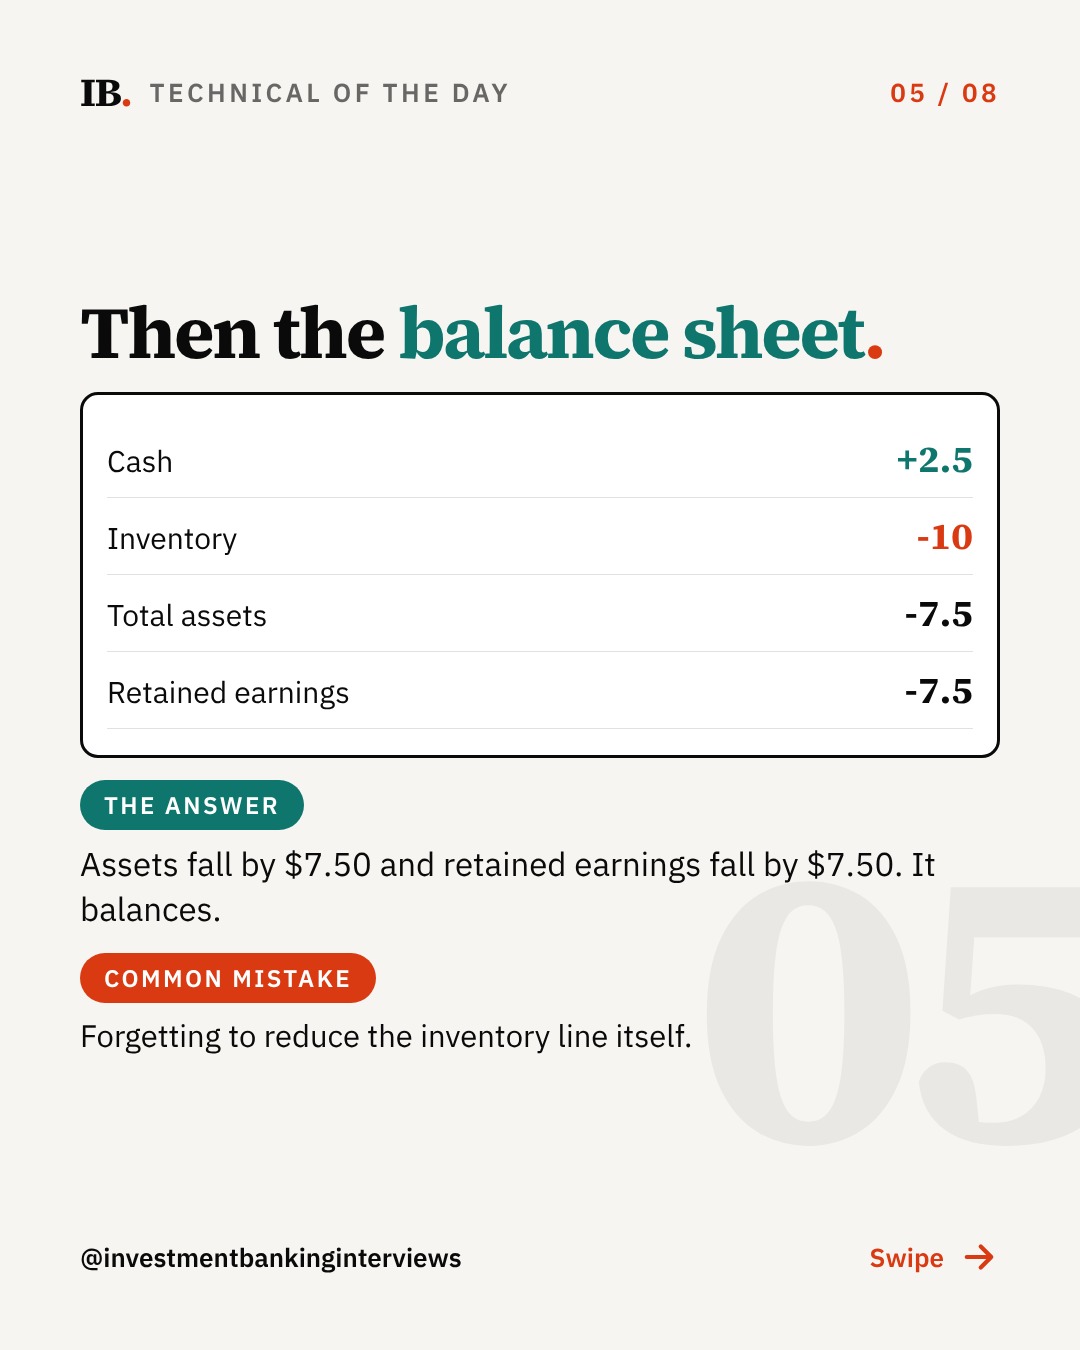 IB. TECHNICAL OF THE DAY
05 / 08
Then the balance sheet.
Cash +2.5
Inventory -10
Total assets -7.5
Retained earnings -7.5
THE ANSWER
Assets fall by $7.50 and retained earnings fall by $7.50. It
balances.
COMMON MISTAKE
Forgetting to reduce the inventory line itself.
05
@investmentbankinginterviews
Swipe →